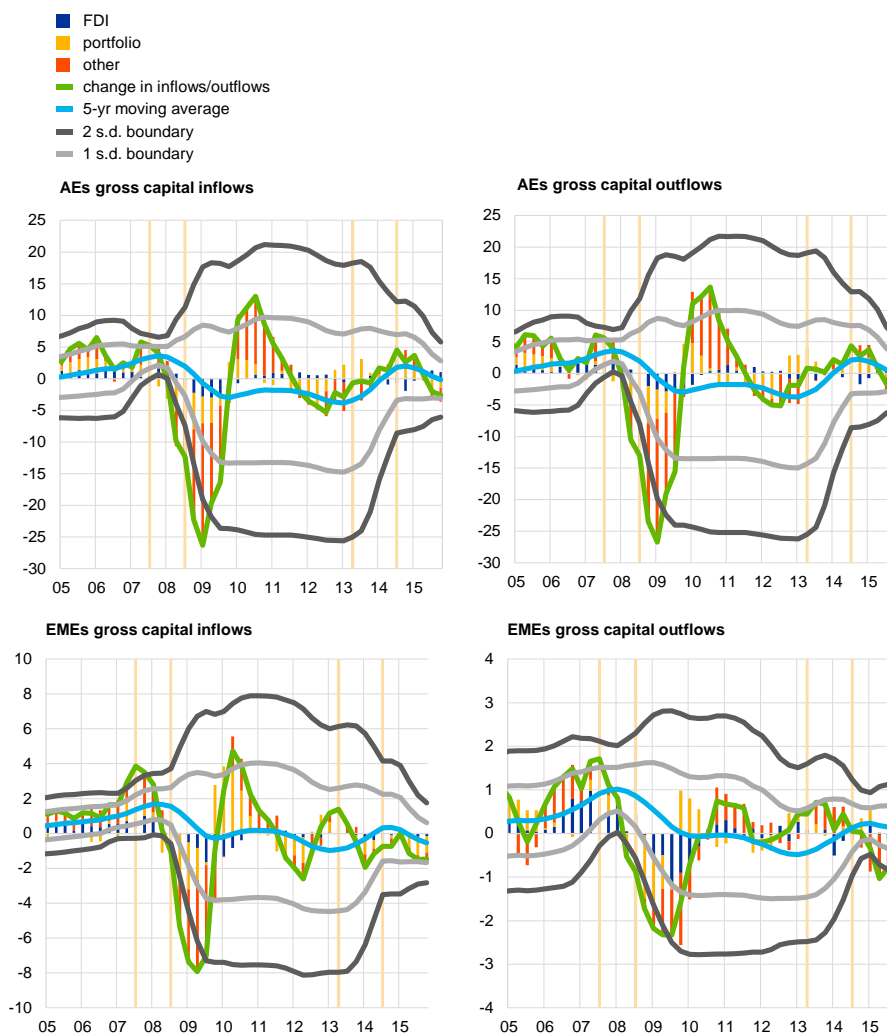 FDI
portfolio
other
change in inflows/outflows
5-yr moving average
2 s.d. boundary
1 s.d. boundary
AEs gross capital inflows
25
20
15
10
5
0
-5
-10
-15
-20
-25
-30
05 06 07 08 09 10 11 12 13 14 15
AEs gross capital outflows
25
20
15
10
5
0
-5
-10
-15
-20
-25
-30
05 06 07 08 09 10 11 12 13 14 15
EMEs gross capital inflows
10
8
6
4
2
0
-2
-4
-6
-8
-10
05 06 07 08 09 10 11 12 13 14 15
EMEs gross capital outflows
4
3
2
1
0
-1
-2
-3
-4
05 06 07 08 09 10 11 12 13 14 15